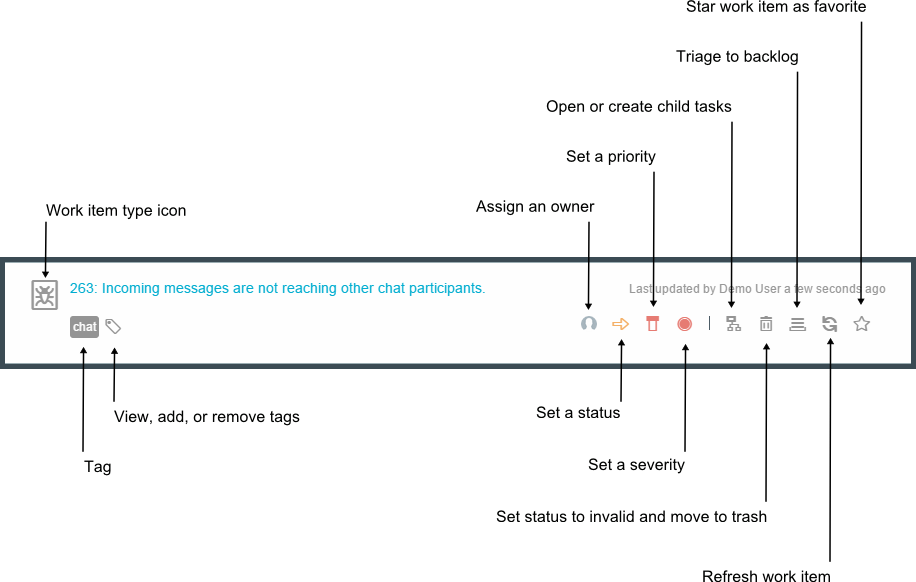 Star work item as favorite
Triage to backlog
Open or create child tasks
Set a priority
Assign an owner
Work item type icon
263: Incoming messages are not reaching other chat participants.
Last updated by Demo User a few seconds ago
chat
View, add, or remove tags
Set a status
Tag
Set a severity
Set status to invalid and move to trash
Refresh work item